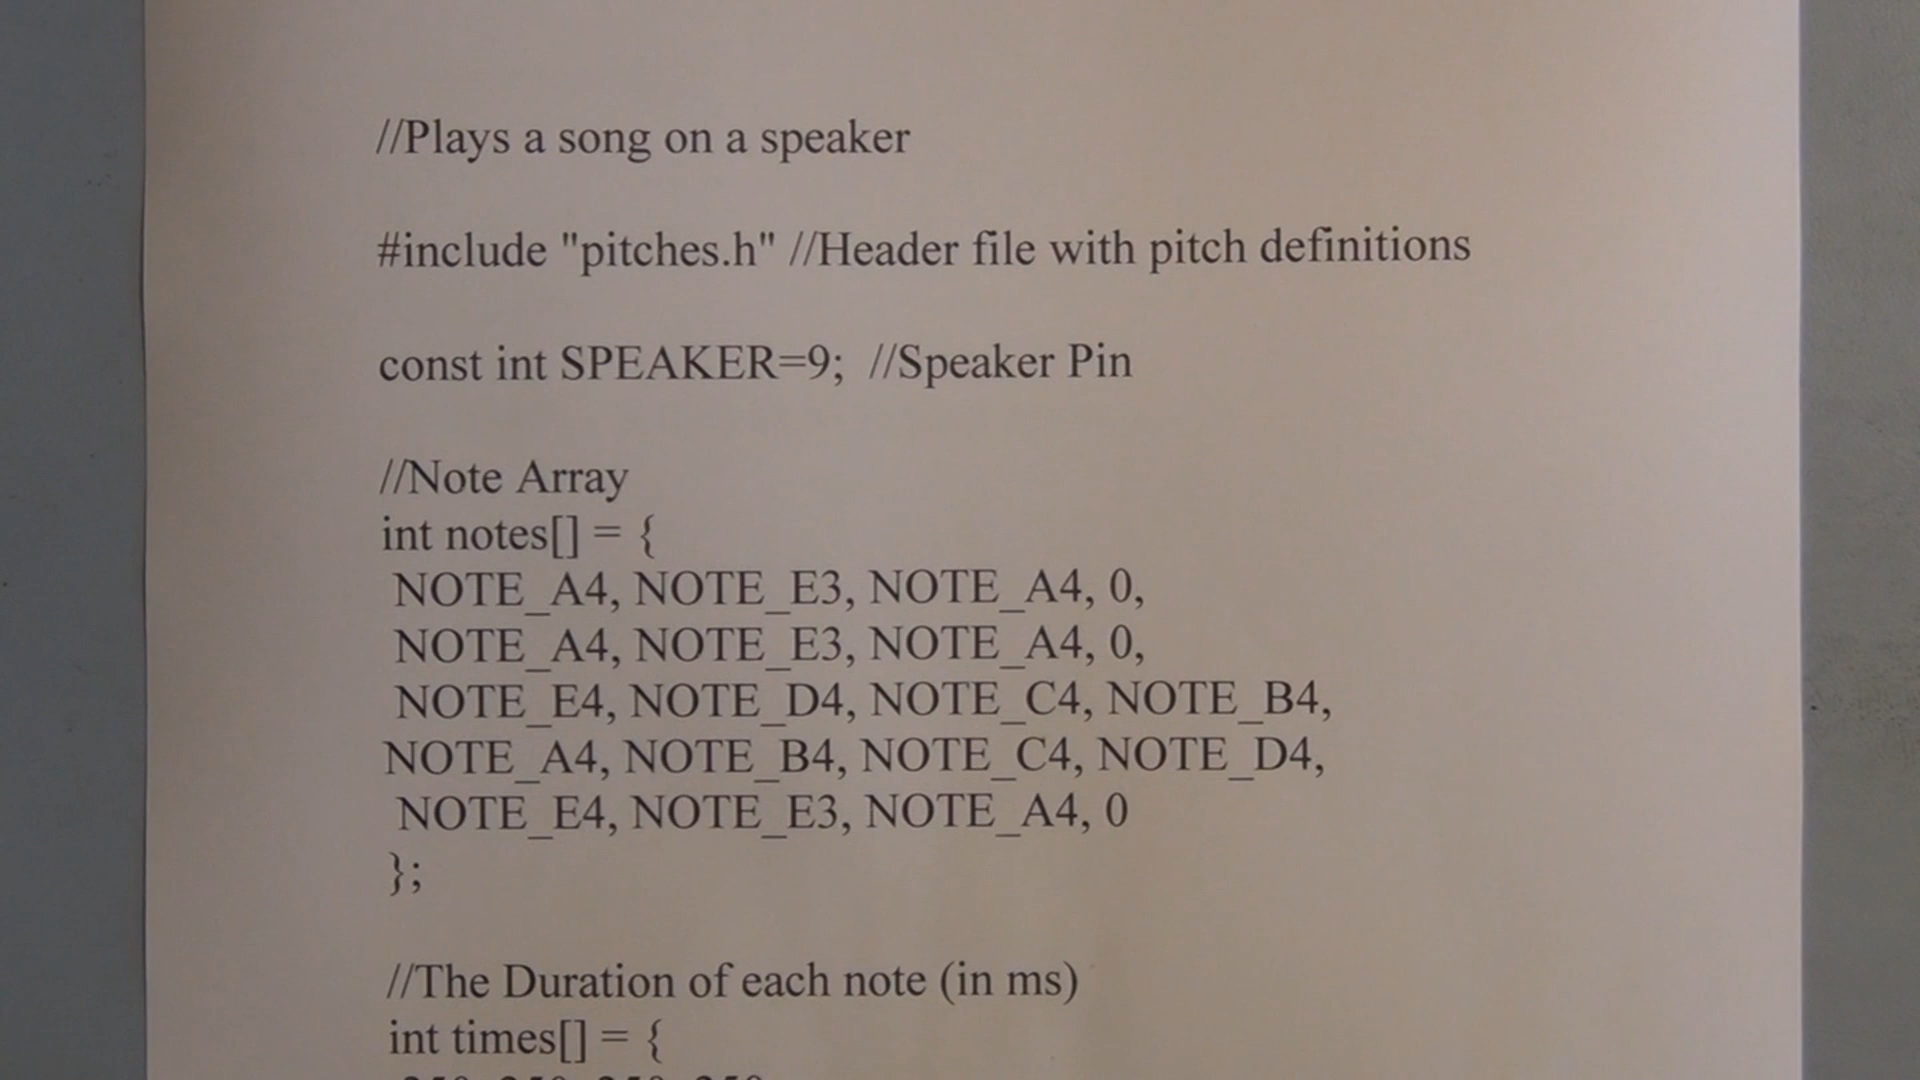 //Plays a song on a speaker
#include "pitches.h" //Header file with pitch definitions
const int SPEAKER=9;  //Speaker Pin
//Note Array
int notes[] = {
NOTE_A4, NOTE_E3, NOTE_A4, 0,
NOTE_A4, NOTE_E3, NOTE_A4, 0,
NOTE_E4, NOTE_D4, NOTE_C4, NOTE_B4,
NOTE_A4, NOTE_B4, NOTE_C4, NOTE_D4,
NOTE_E4, NOTE_E3, NOTE_A4, 0
};
//The Duration of each note (in ms)
int times[] = {